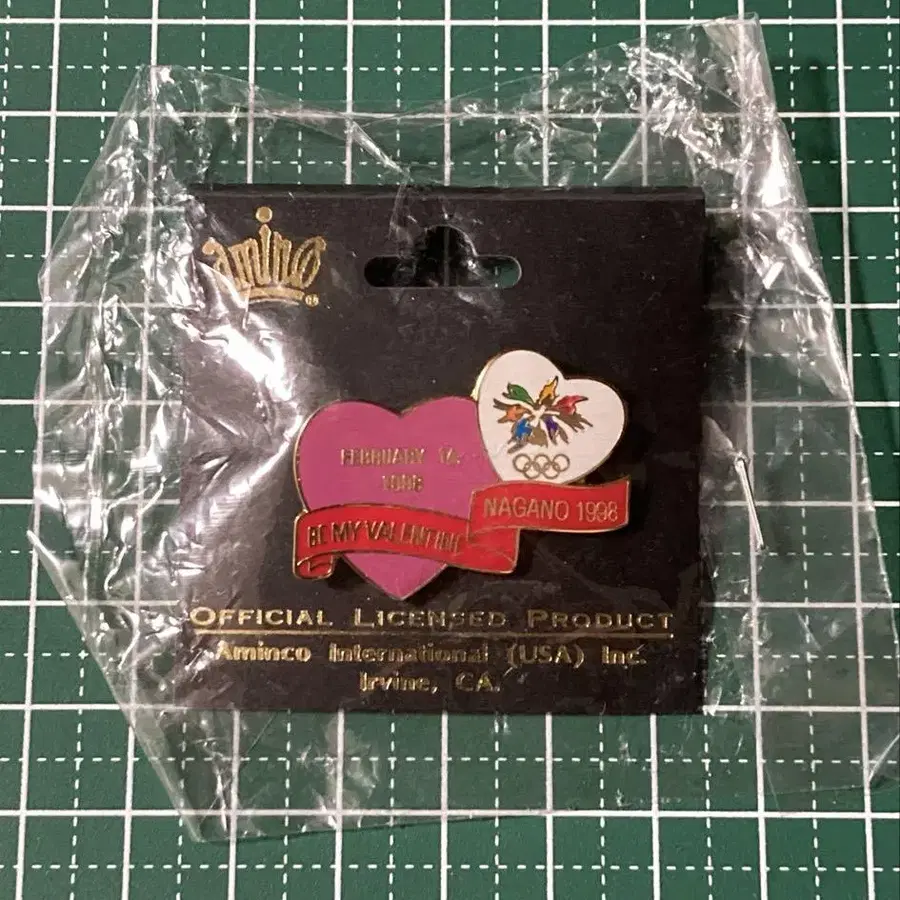 aminco
FEBRUARY 14,
1998
BE MY VALENTINE
NAGANO 1998
OFFICIAL LICENSED PRODUCT
Aminco International (USA) Inc.
Irvine, CA.